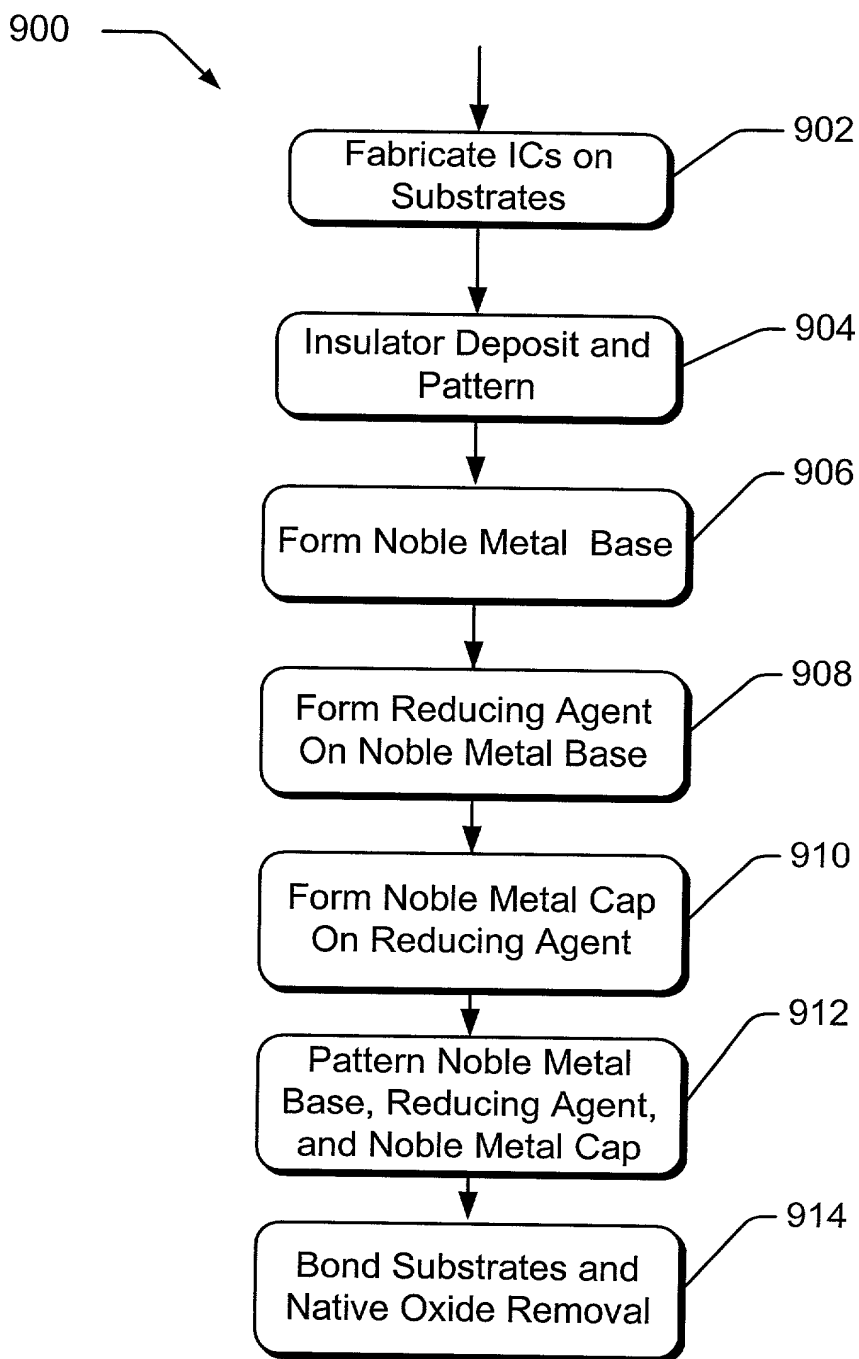 900
902
Fabricate ICs on
Substrates
904
Insulator Deposit and
Pattern
906
Form Noble Metal Base
908
Form Reducing Agent
On Noble Metal Base
910
Form Noble Metal Cap
On Reducing Agent
912
Pattern Noble Metal
Base, Reducing Agent,
and Noble Metal Cap
914
Bond Substrates and
Native Oxide Removal